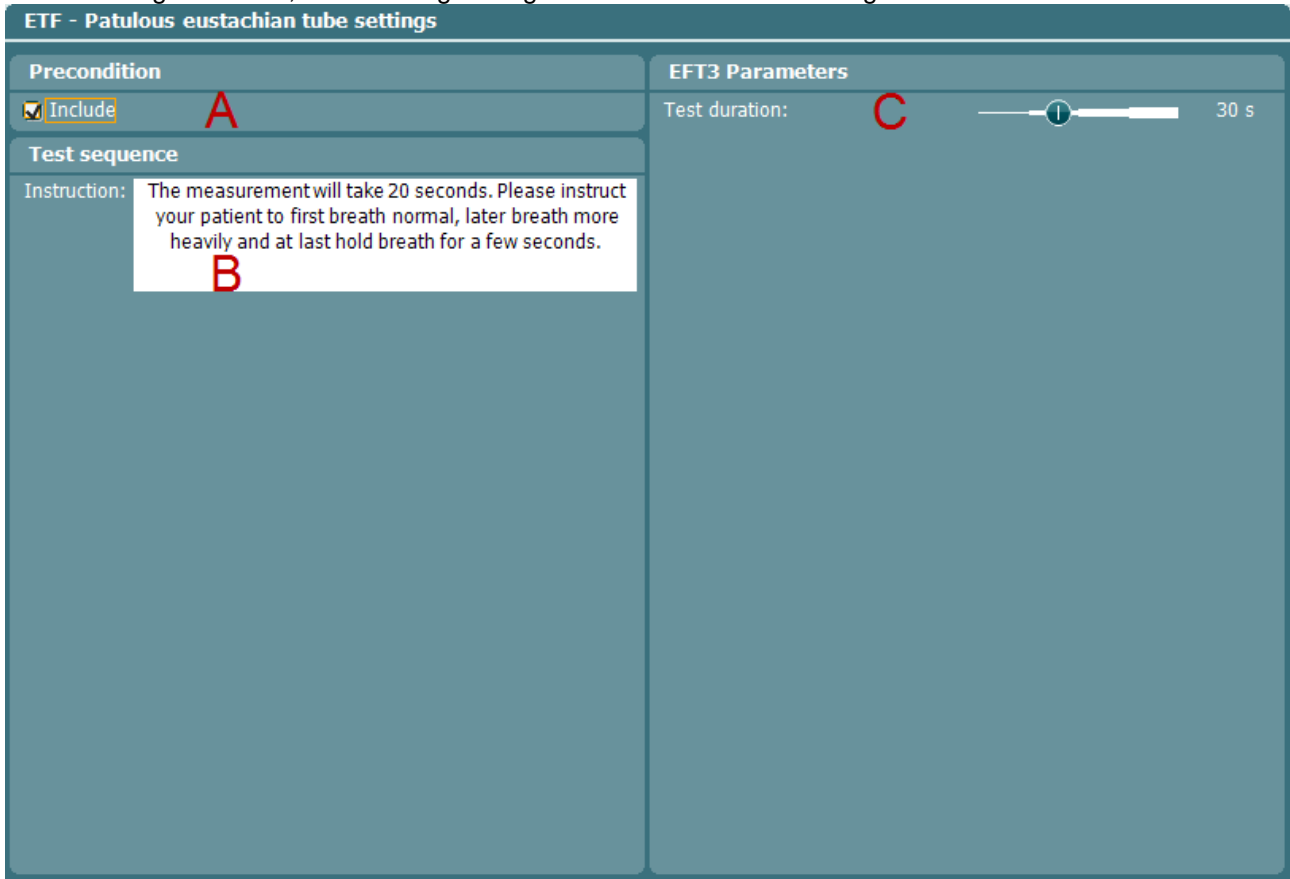 ETF - Patulous eustachian tube settings
Precondition
Include
A
Test sequence
Instruction:
The measurement will take 20 seconds. Please instruct
your patient to first breath normal, later breath more
heavily and at last hold breath for a few seconds.
B
EFT3 Parameters
Test duration:
C
30 s